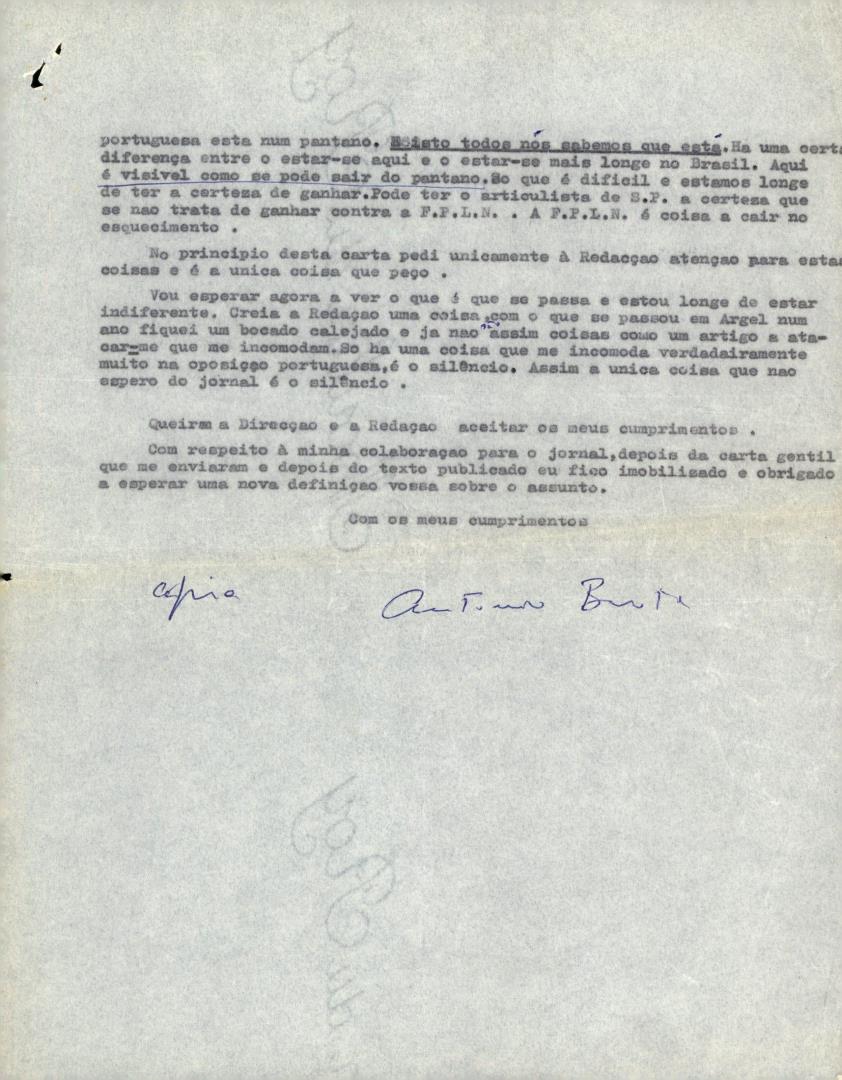 portuguesa esta num pantano. E isto todos nós sabemos que está.Ha uma certa
diferença entre o estar-se aqui e o estar-se mais longe no Brasil. Aqui
é visivel como se pode sair do pantano.So que é dificil e estamos longe
de ter a certeza de ganhar.Pode ter o articulista de S.P. a certeza que
se nao trata de ganhar contra a F.P.L.N. . A F.P.L.N. é coisa a cair no
esquecimento .
No principio desta carta pedi unicamente à Redacçao atençao para estas
coisas e é a unica coisa que peço .
Vou esperar agora a ver o que é que se passa e estou longe de estar
indiferente. Creia a Redaçao uma coisa,com o que se passou em Argel num
ano fiquei um bocado calejado e ja nao são assim coisas como um artigo a ata-
car-me que me incomodam.So ha uma coisa que me incomoda verdadairamente
muito na oposiçao portuguesa,é o silêncio. Assim a unica coisa que nao
espero do jornal é o silêncio .
Queirm a Direcçao e a Redaçao aceitar os meus cumprimentos .
Com respeito à minha colaboraçao para o jornal,depois da carta gentil
que me enviaram e depois do texto publicado eu fico imobilizado e obrigado
a esperar uma nova definiçao vossa sobre o assunto.
Com os meus cumprimentos
copia Antonio Brota